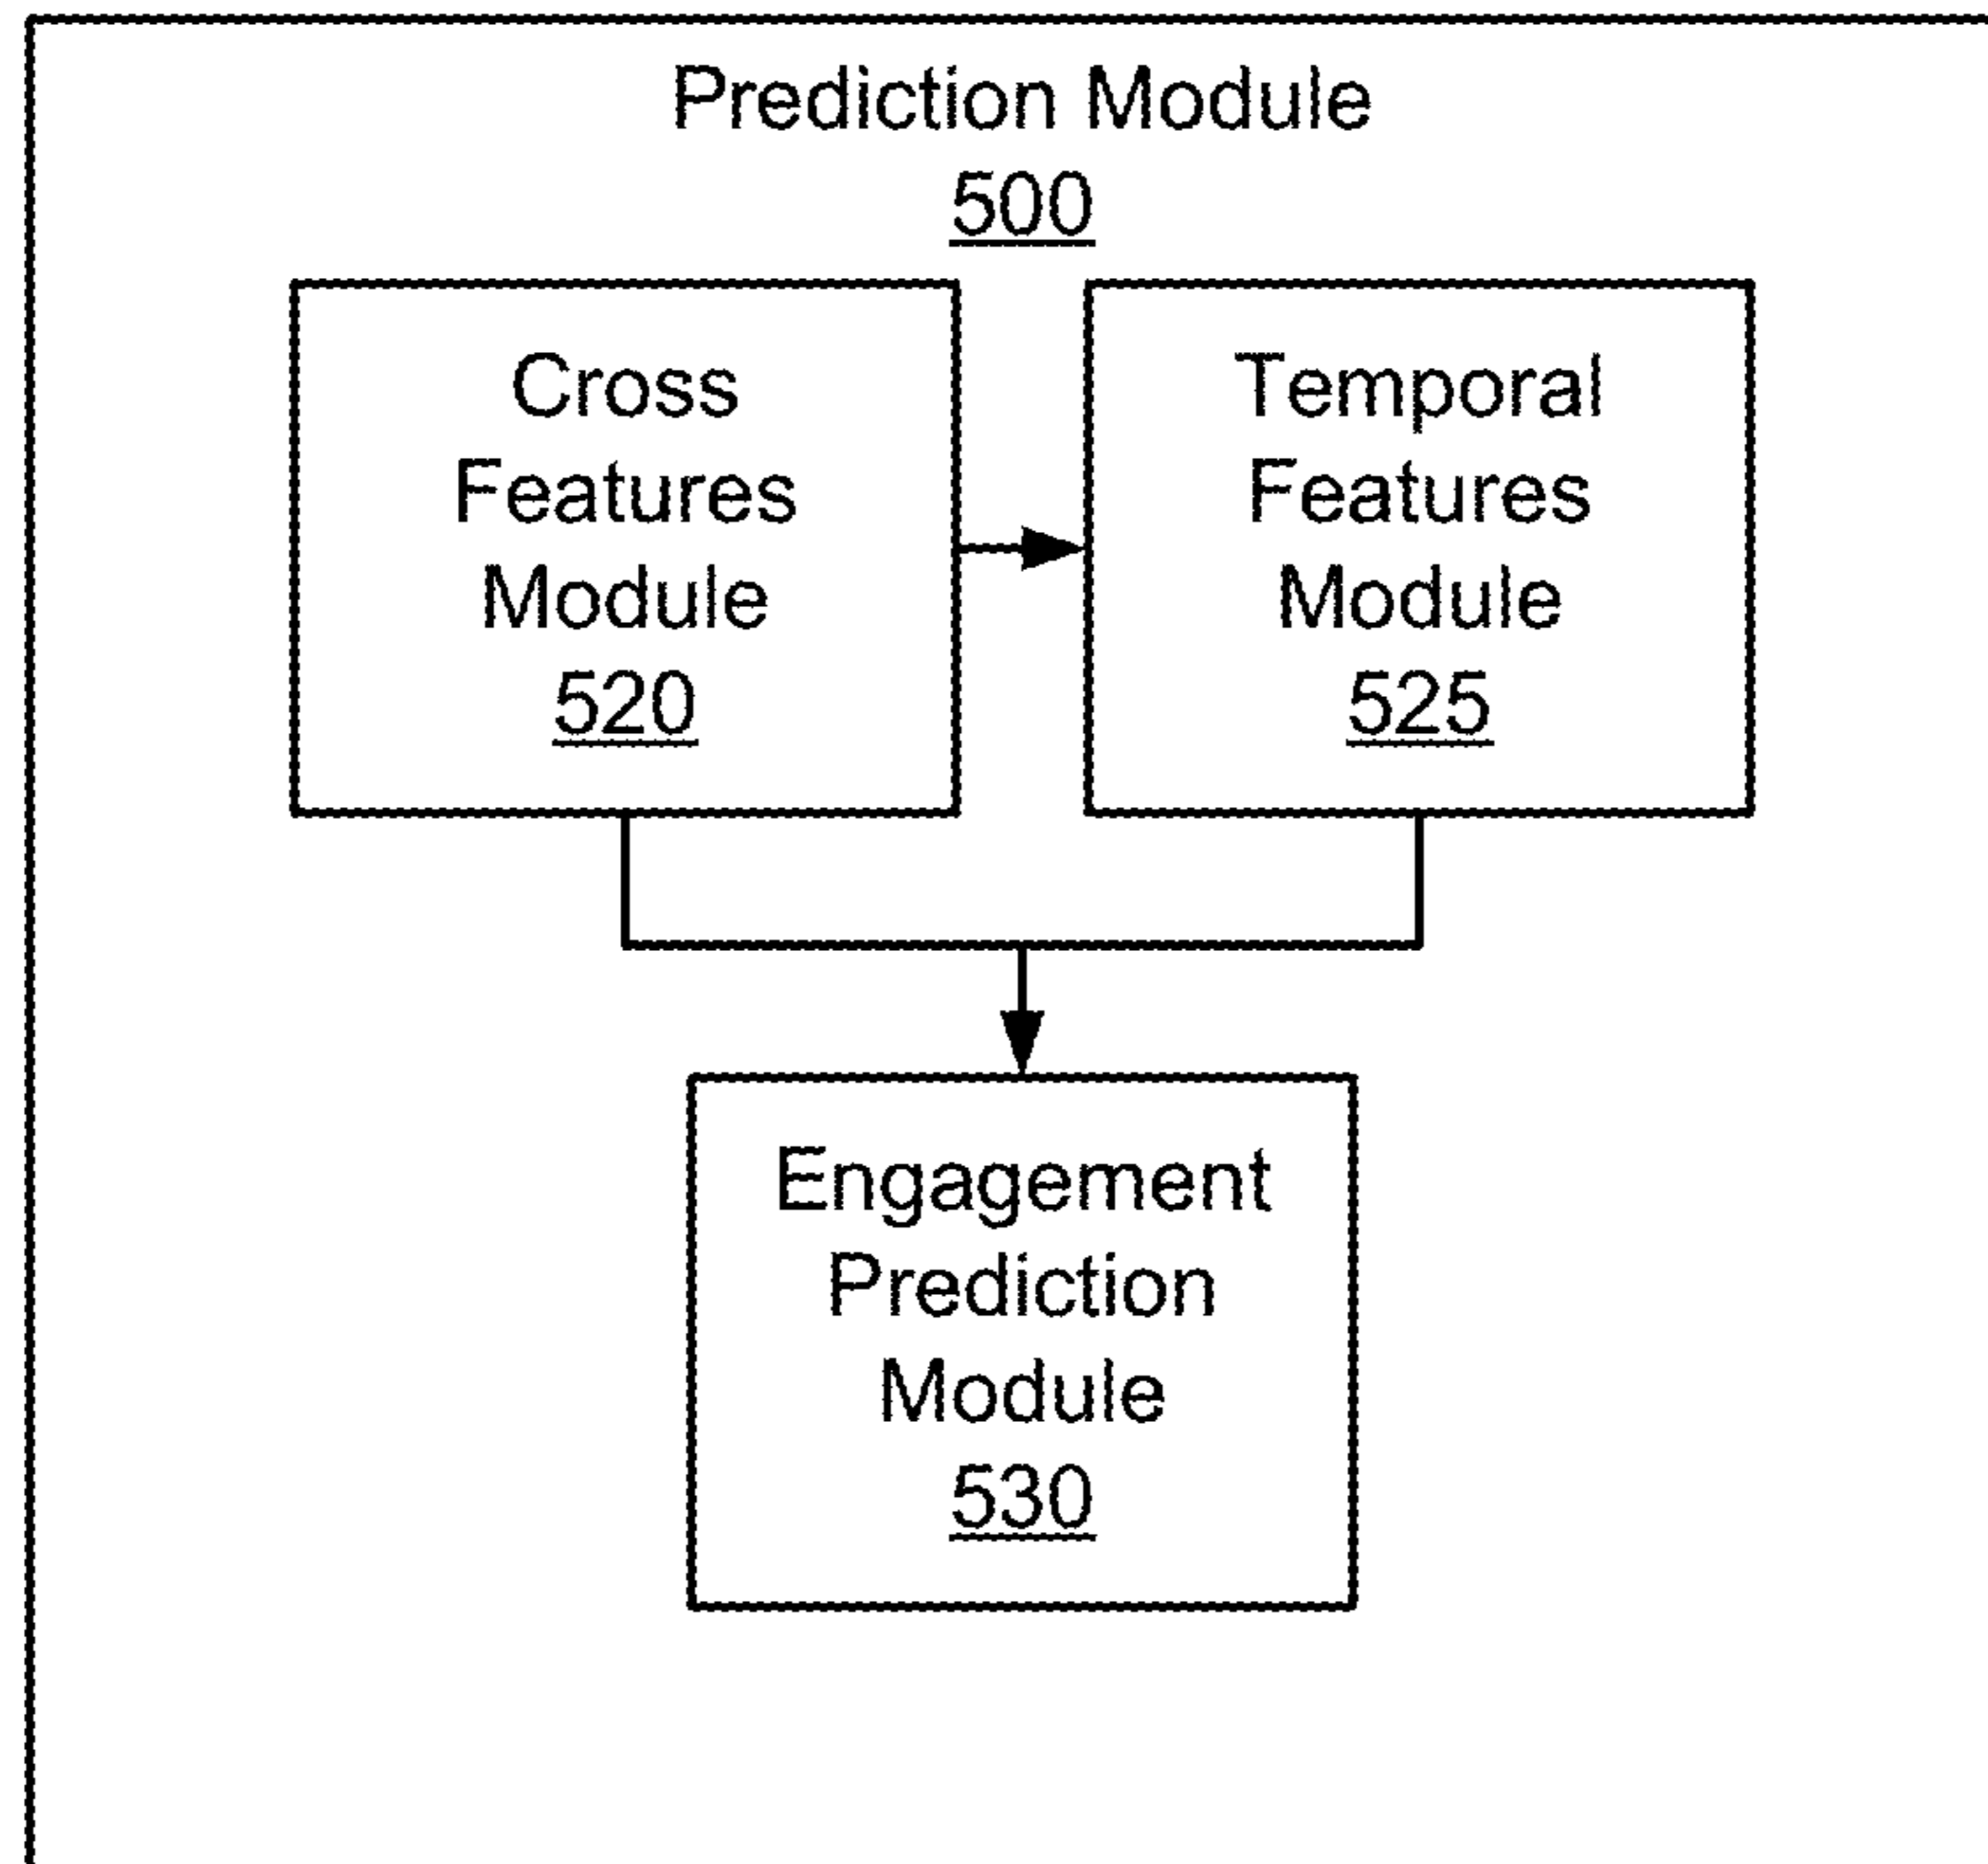 Prediction Module
500
Cross
Features
Module
520
Temporal
Features
Module
525
Engagement
Prediction
Module
530